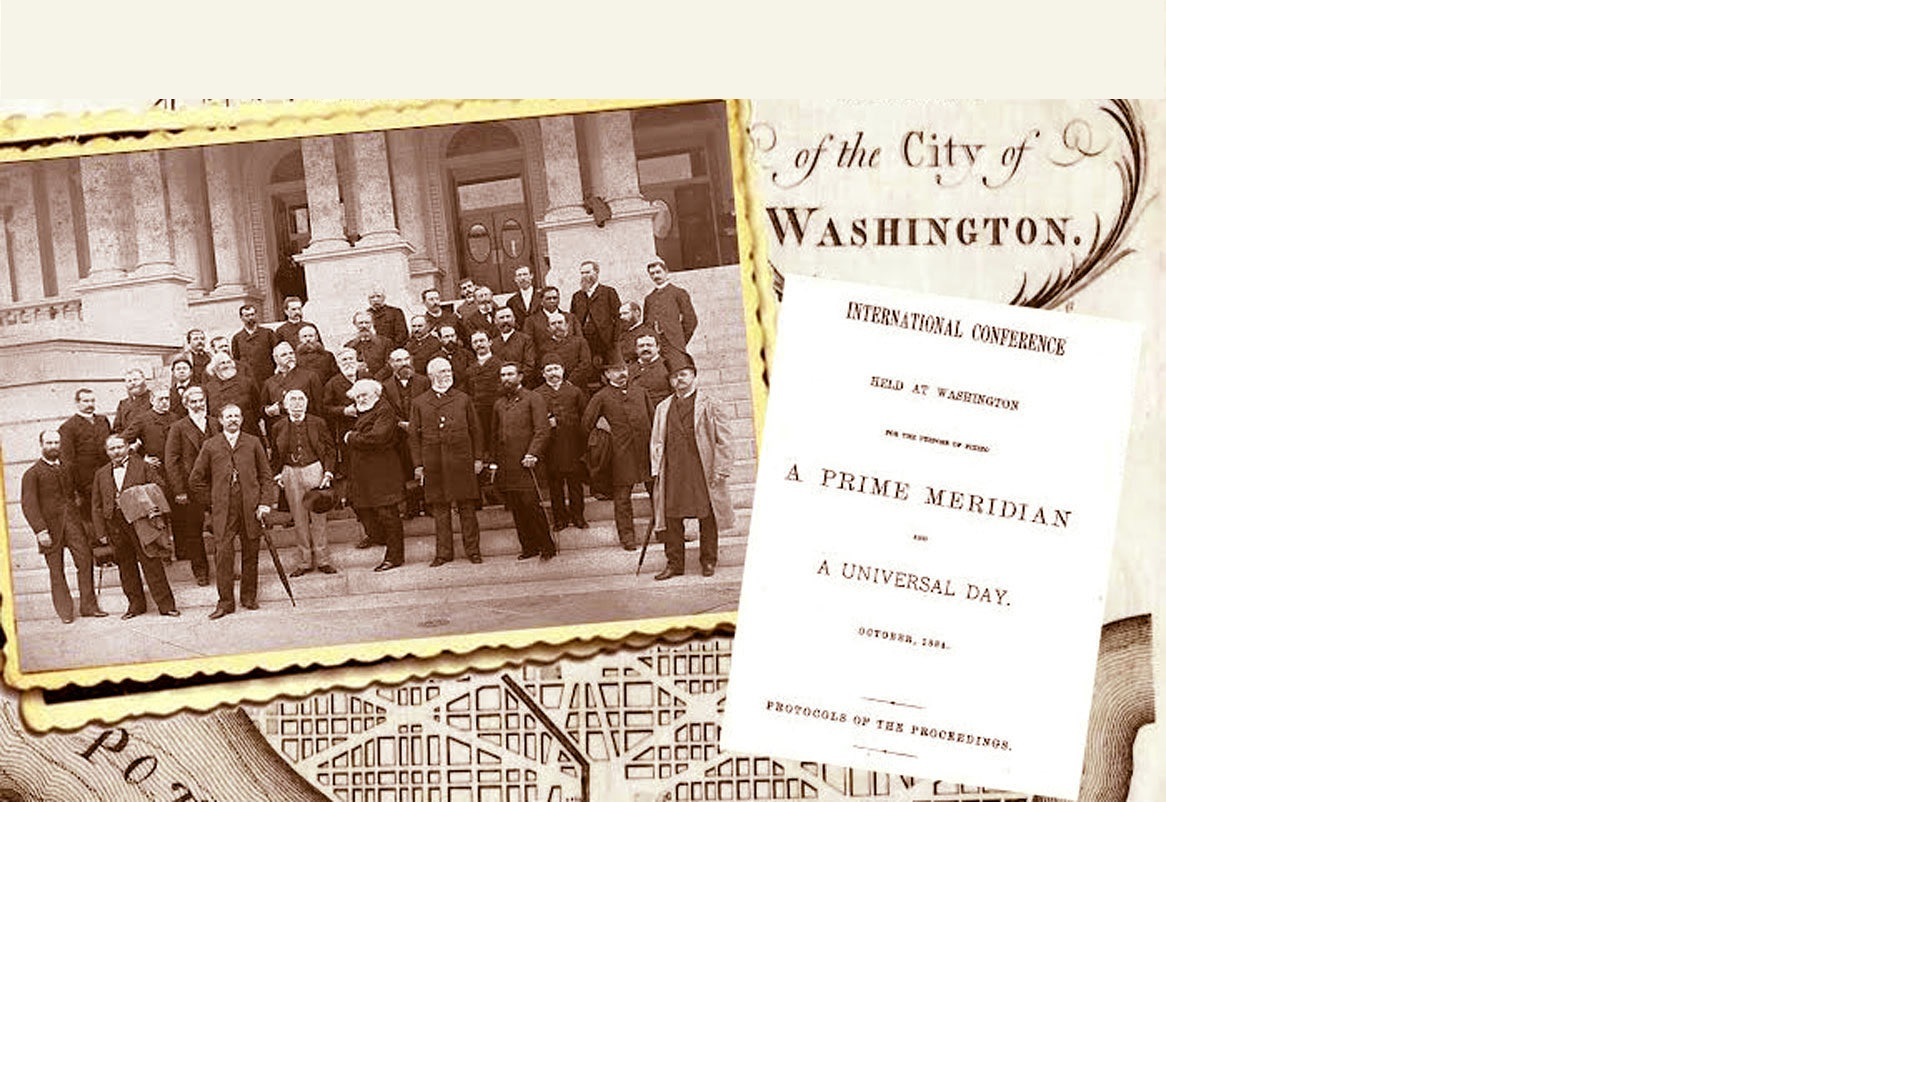 of the City of
WASHINGTON.
INTERNATIONAL CONFERENCE
HELD AT WASHINGTON
FOR THE PURPOSE OF FIXING
A PRIME MERIDIAN
AND
A UNIVERSAL DAY.
OCTOBER, 1884.
PROTOCOLS OF THE PROCEEDINGS.
POT